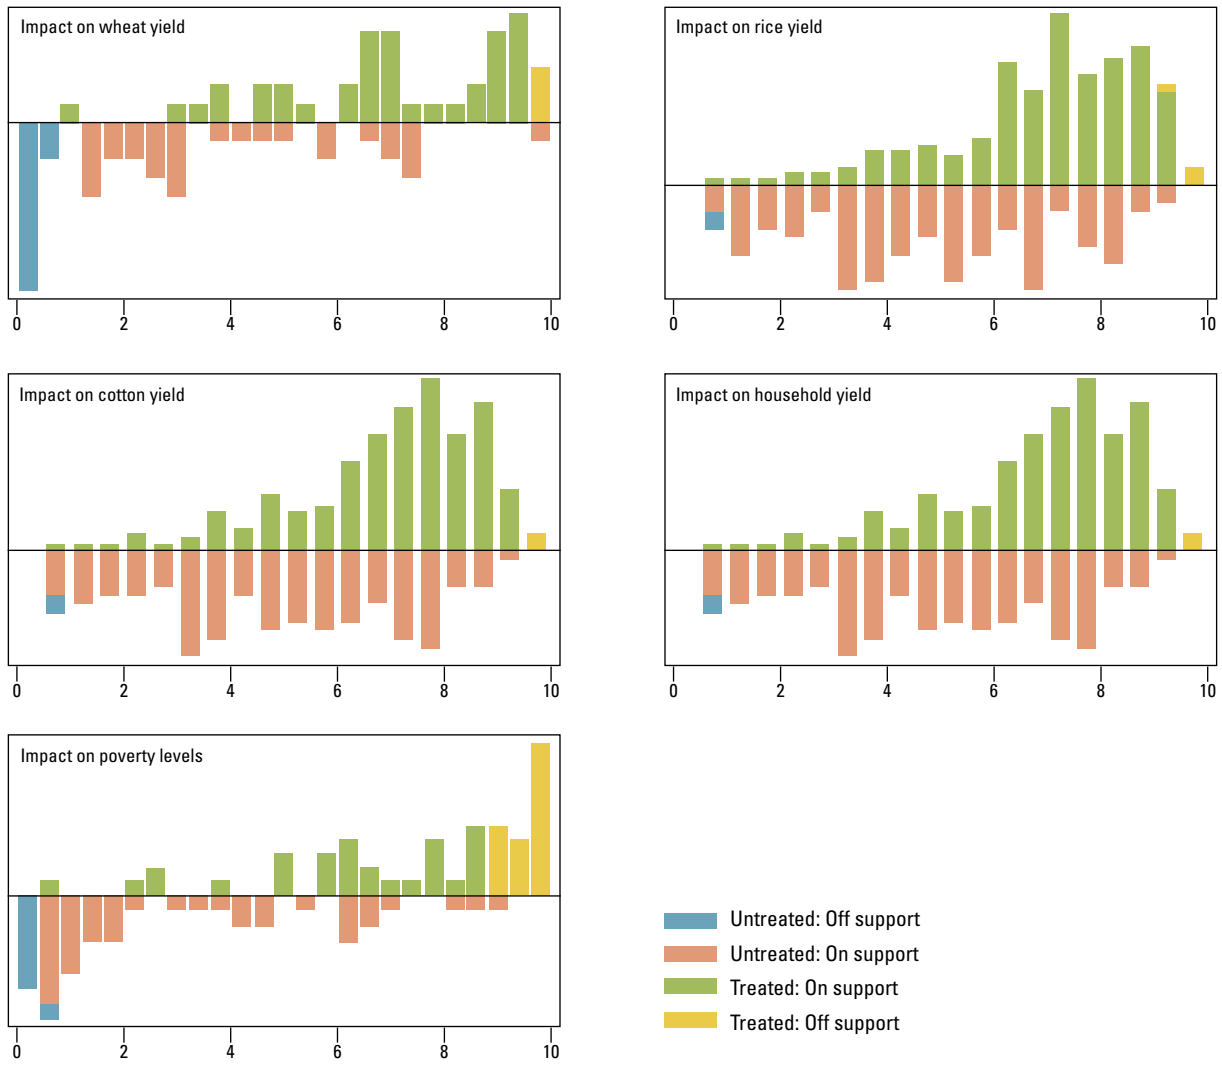 Impact on wheat yield
0 2 4 6 8 10
Impact on rice yield
0 2 4 6 8 10
Impact on cotton yield
0 2 4 6 8 10
Impact on household yield
0 2 4 6 8 10
Impact on poverty levels
0 2 4 6 8 10
Untreated: Off support
Untreated: On support
Treated: On support
Treated: Off support